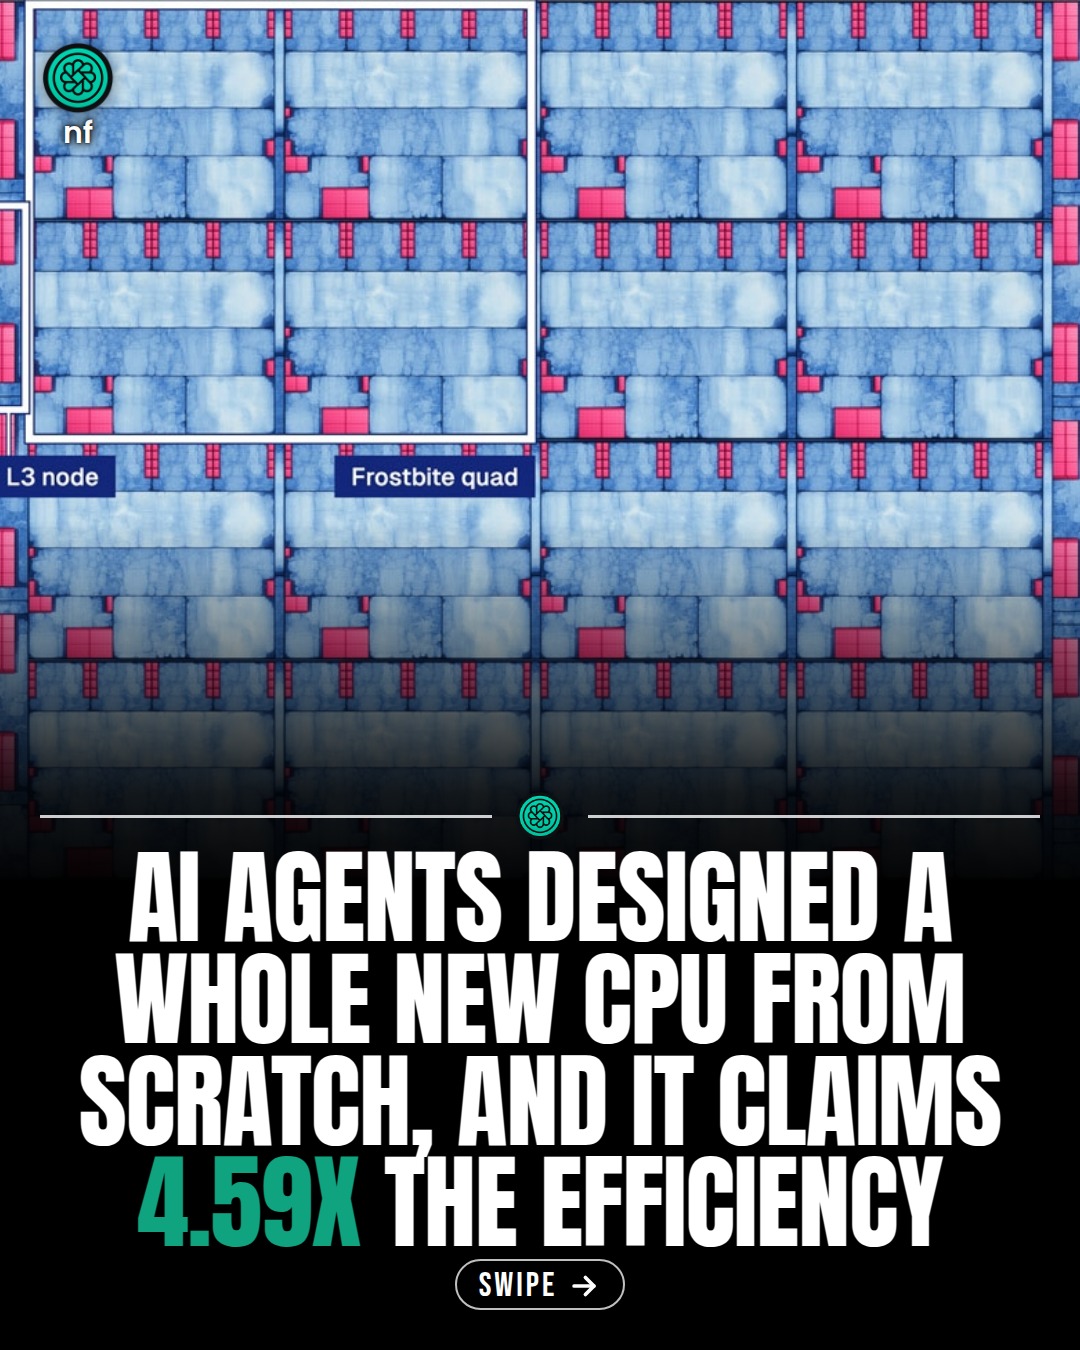 nf
L3 node
Frostbite quad
AI AGENTS DESIGNED A
WHOLE NEW CPU FROM
SCRATCH, AND IT CLAIMS
4.59X THE EFFICIENCY
SWIPE →